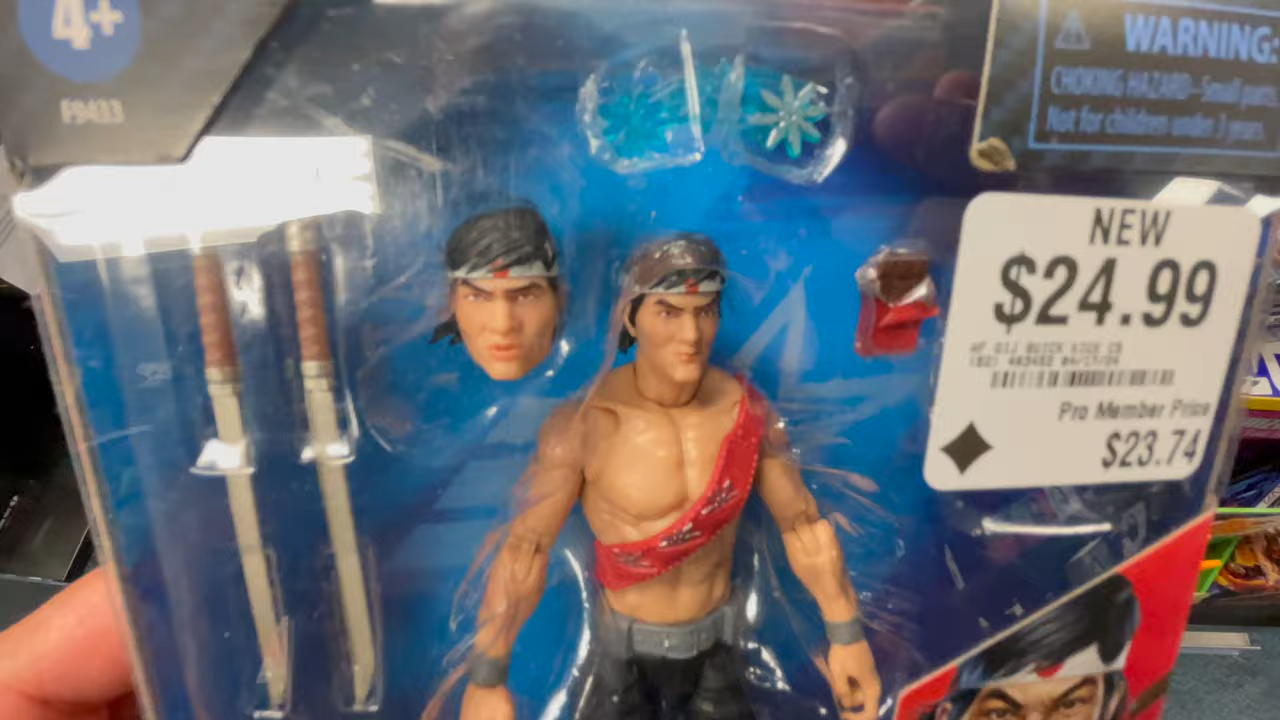 4+
F9433
WARNING:
CHOKING HAZARD–Small parts
Not for children under 3 years.
NEW
$24.99
Pro Member Price
$23.74